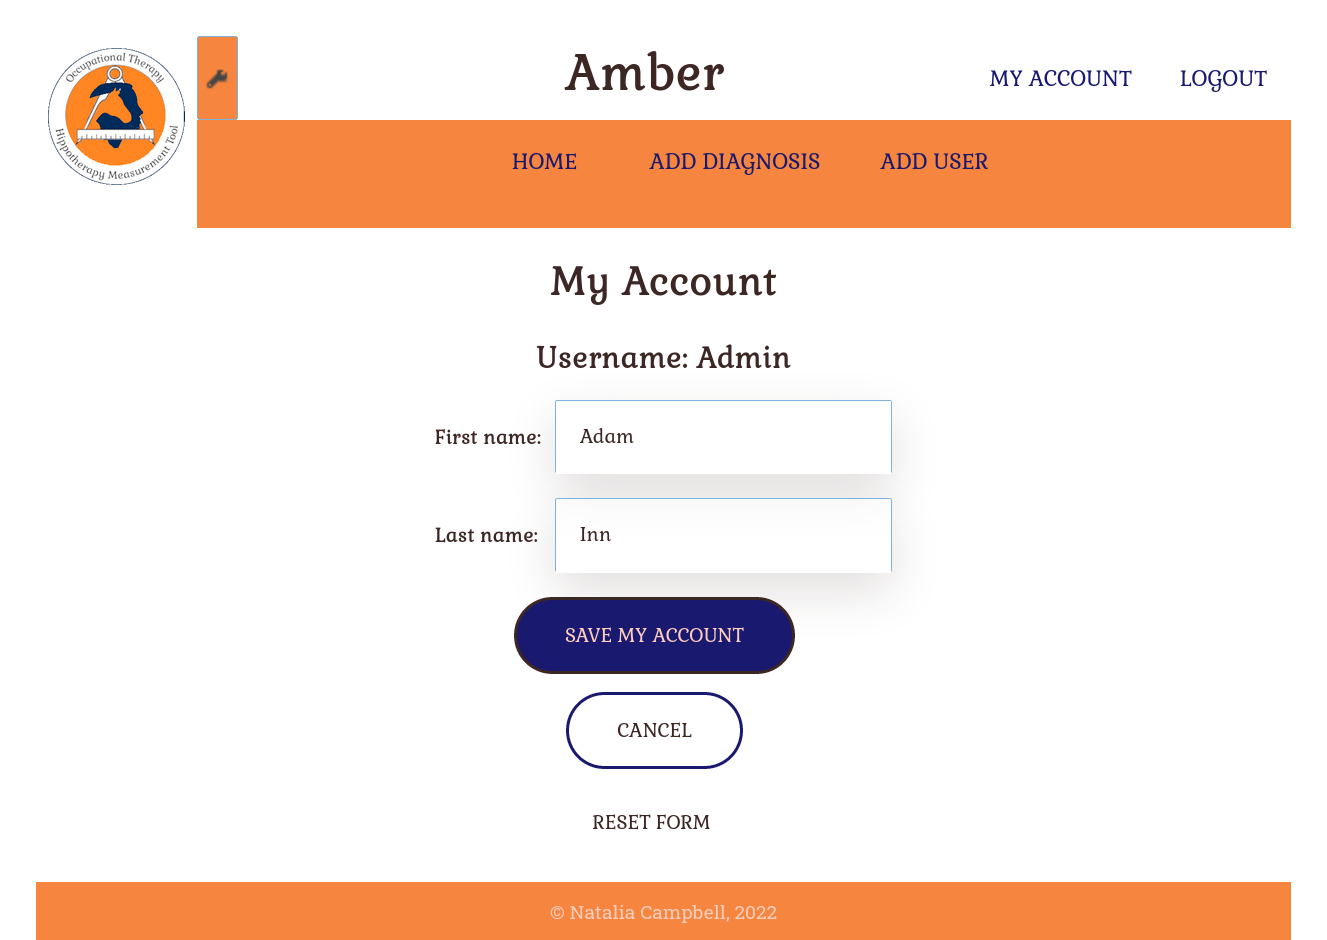 Occupational Therapy
Hippotherapy Measurement Tool
Amber
MY ACCOUNT
LOGOUT
HOME
ADD DIAGNOSIS
ADD USER
My Account
Username: Admin
First name:
Adam
Last name:
Inn
SAVE MY ACCOUNT
CANCEL
RESET FORM
© Natalia Campbell, 2022